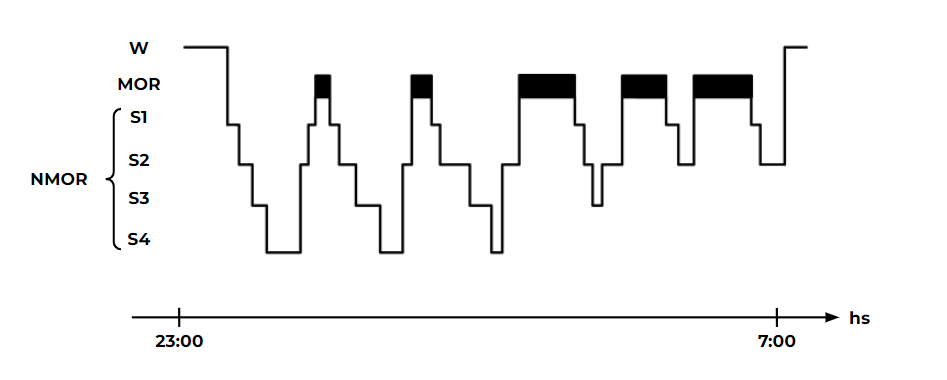 W
MOR
S1
S2
NMOR
S3
S4
hs
23:00
7:00